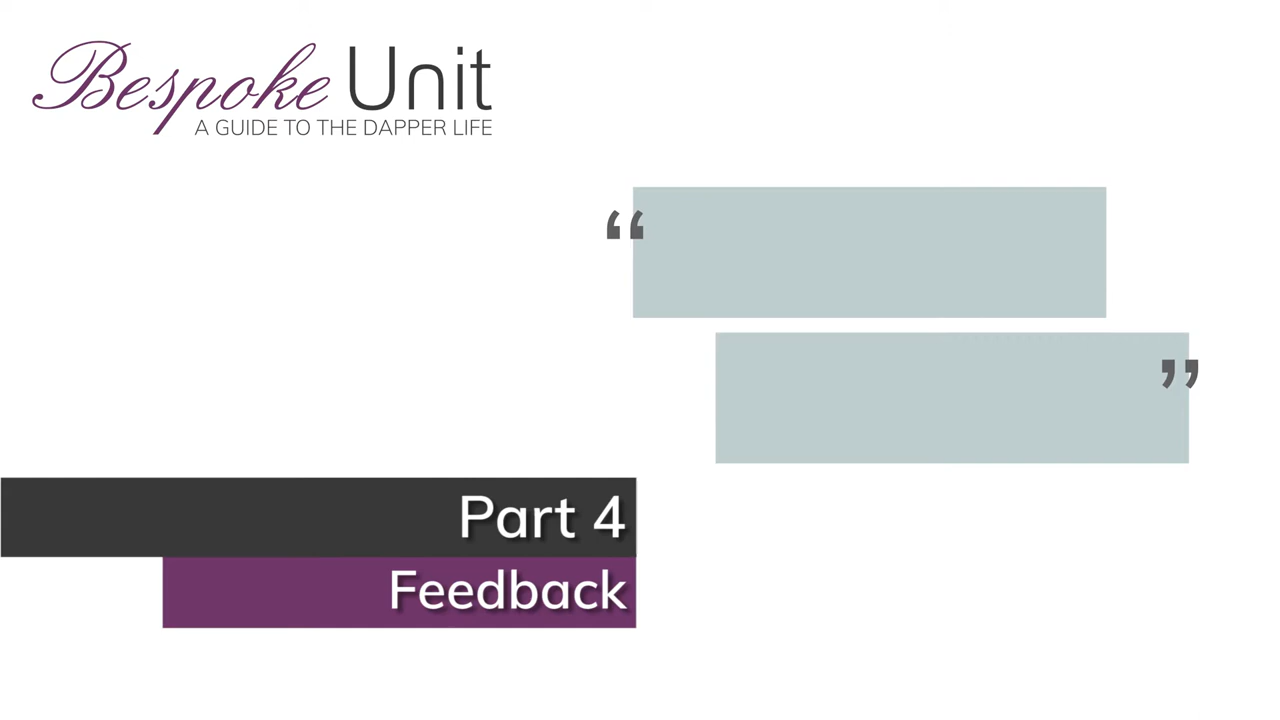 Bespoke Unit
A GUIDE TO THE DAPPER LIFE
“
”
Part 4
Feedback